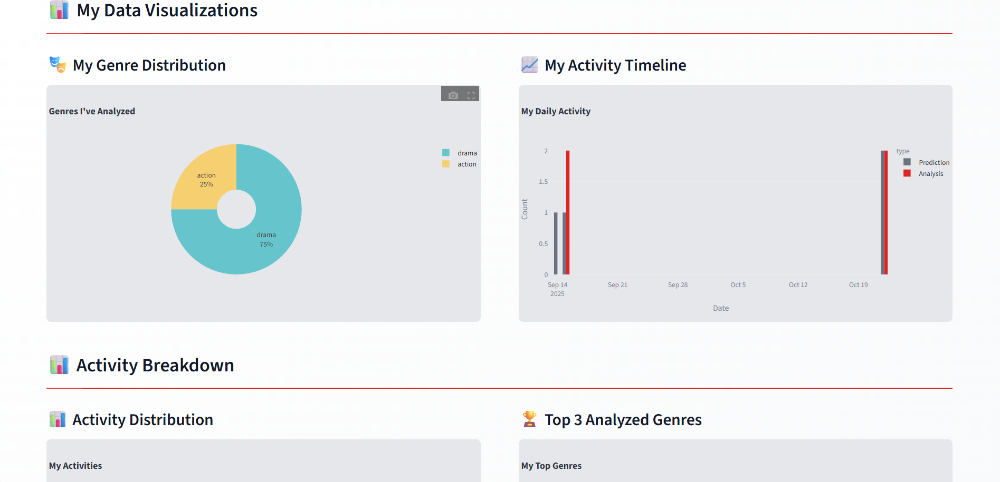 My Data Visualizations
My Genre Distribution
Genres I've Analyzed
drama
action
action
25%
drama
75%
My Activity Timeline
My Daily Activity
2
1.5
1
0.5
0
Count
Sep 14
2025
Sep 21
Sep 28
Oct 5
Oct 12
Oct 19
Date
type
Prediction
Analysis
Activity Breakdown
Activity Distribution
My Activities
Top 3 Analyzed Genres
My Top Genres